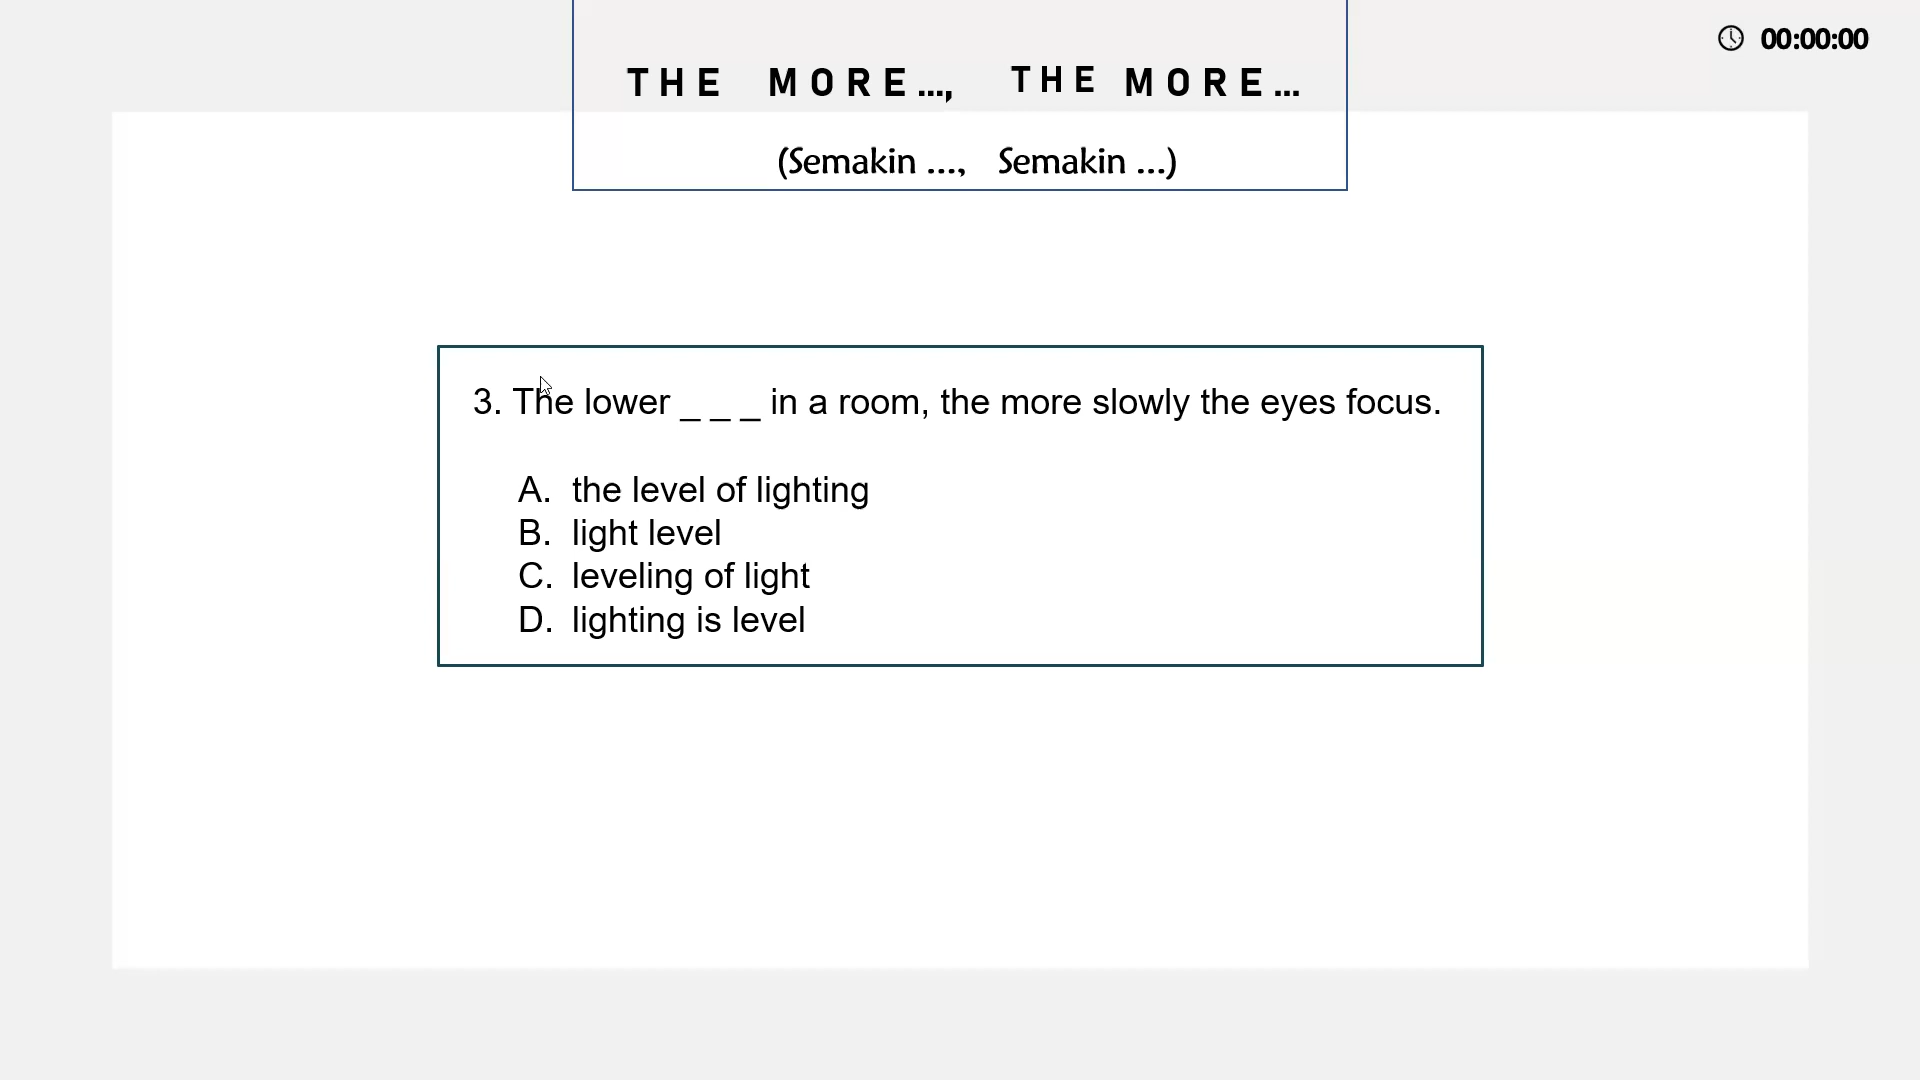 00:00:00
THE MORE..., THE MORE...
(Semakin ..., Semakin ...)
3. The lower _ _ _ in a room, the more slowly the eyes focus.
A. the level of lighting
B. light level
C. leveling of light
D. lighting is level